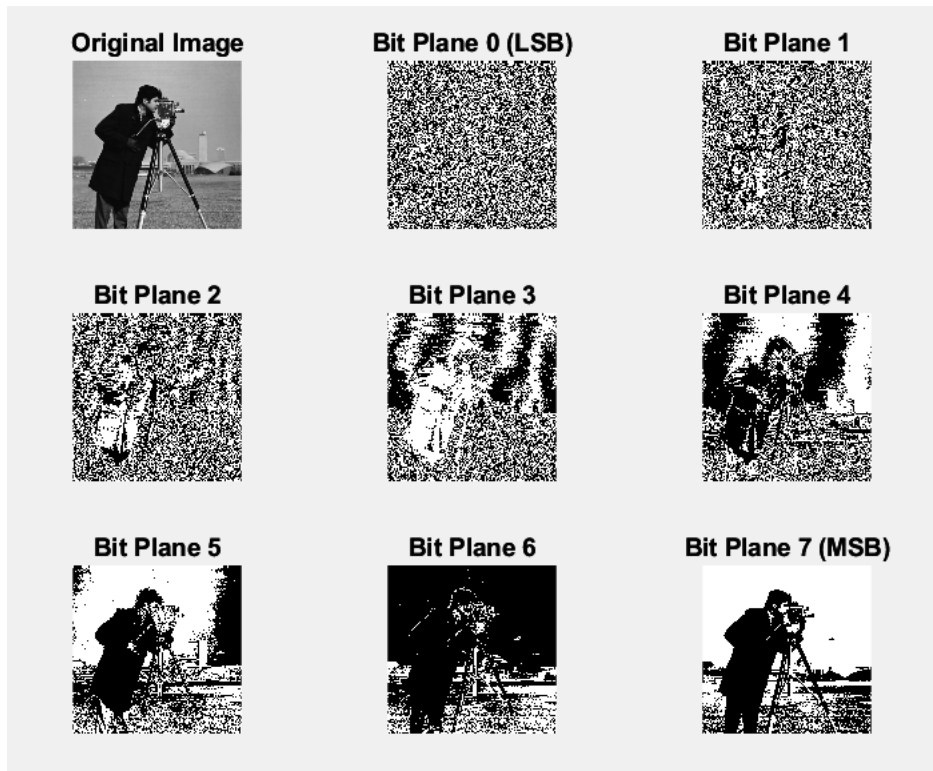 Original Image
Bit Plane 0 (LSB)
Bit Plane 1
Bit Plane 2
Bit Plane 3
Bit Plane 4
Bit Plane 5
Bit Plane 6
Bit Plane 7 (MSB)